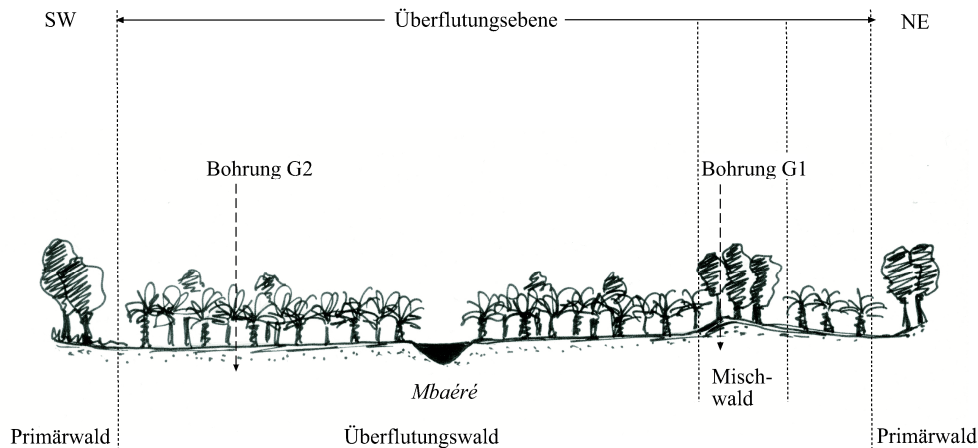 SW
Überflutungsebene
NE
Bohrung G2
Bohrung G1
Mbaéré
Misch-
wald
Primärwald
Überflutungswald
Primärwald